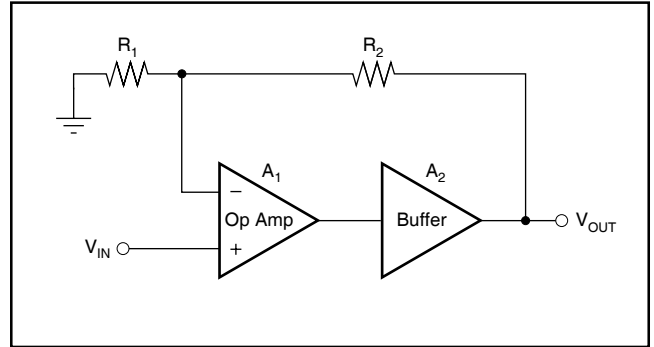 R1 R2
A1 A2
−
Op Amp Buffer VOUT
VIN +